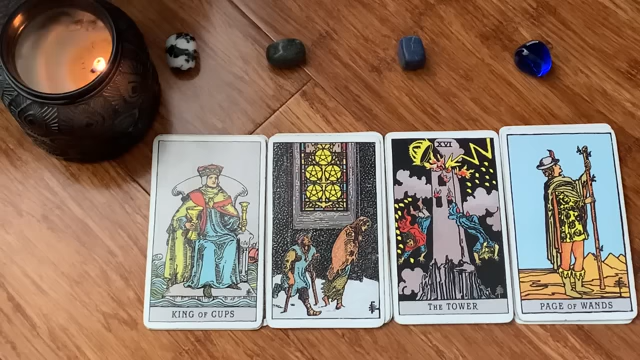 KING OF CUPS
XVI
THE TOWER
PAGE OF WANDS